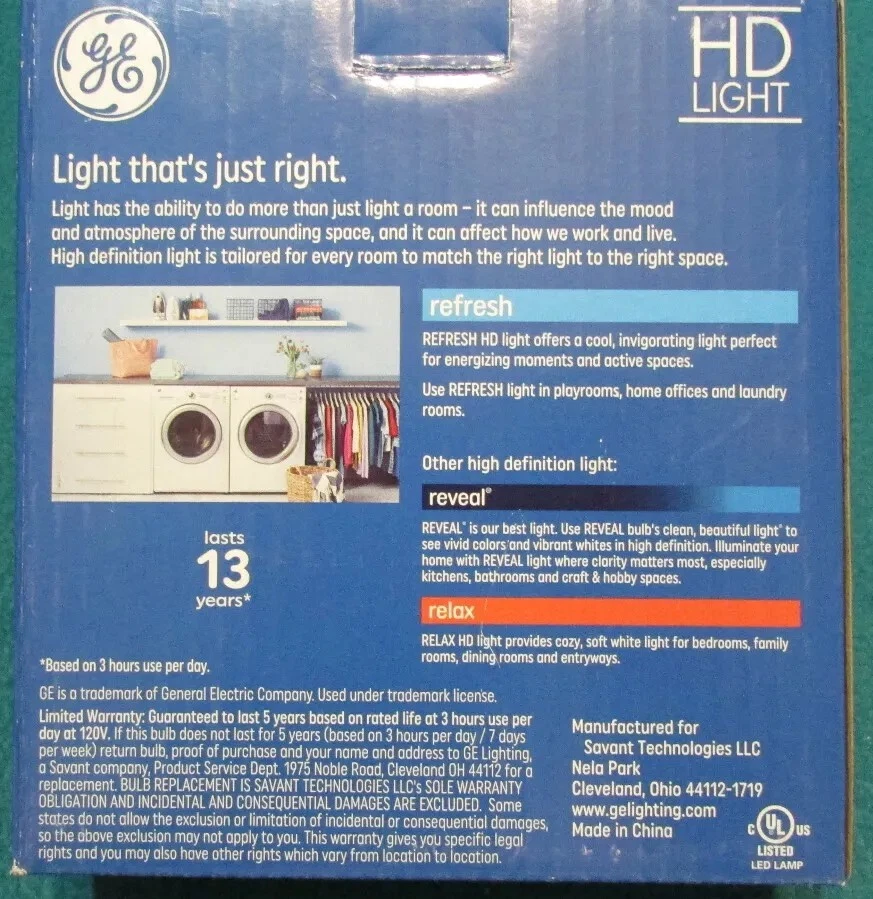 GE
HD
LIGHT
Light that's just right.
Light has the ability to do more than just light a room – it can influence the mood
and atmosphere of the surrounding space, and it can affect how we work and live.
High definition light is tailored for every room to match the right light to the right space.
refresh
REFRESH HD light offers a cool, invigorating light perfect
for energizing moments and active spaces.
Use REFRESH light in playrooms, home offices and laundry
rooms.
Other high definition light:
reveal®
REVEAL® is our best light. Use REVEAL bulb's clean, beautiful light® to
see vivid colors and vibrant whites in high definition. Illuminate your
home with REVEAL light where clarity matters most, especially
kitchens, bathrooms and craft & hobby spaces.
relax
RELAX HD light provides cozy, soft white light for bedrooms, family
rooms, dining rooms and entryways.
lasts
13
years*
*Based on 3 hours use per day.
GE is a trademark of General Electric Company. Used under trademark license.
Limited Warranty: Guaranteed to last 5 years based on rated life at 3 hours use per
day at 120V. If this bulb does not last for 5 years (based on 3 hours per day / 7 days
per week) return bulb, proof of purchase and your name and address to GE Lighting,
a Savant company, Product Service Dept. 1975 Noble Road, Cleveland OH 44112 for a
replacement. BULB REPLACEMENT IS SAVANT TECHNOLOGIES LLC's SOLE WARRANTY
OBLIGATION AND INCIDENTAL AND CONSEQUENTIAL DAMAGES ARE EXCLUDED. Some
states do not allow the exclusion or limitation of incidental or consequential damages,
so the above exclusion may not apply to you. This warranty gives you specific legal
rights and you may also have other rights which vary from location to location.
Manufactured for
Savant Technologies LLC
Nela Park
Cleveland, Ohio 44112-1719
www.gelighting.com
Made in China
C UL US
LISTED
LED LAMP